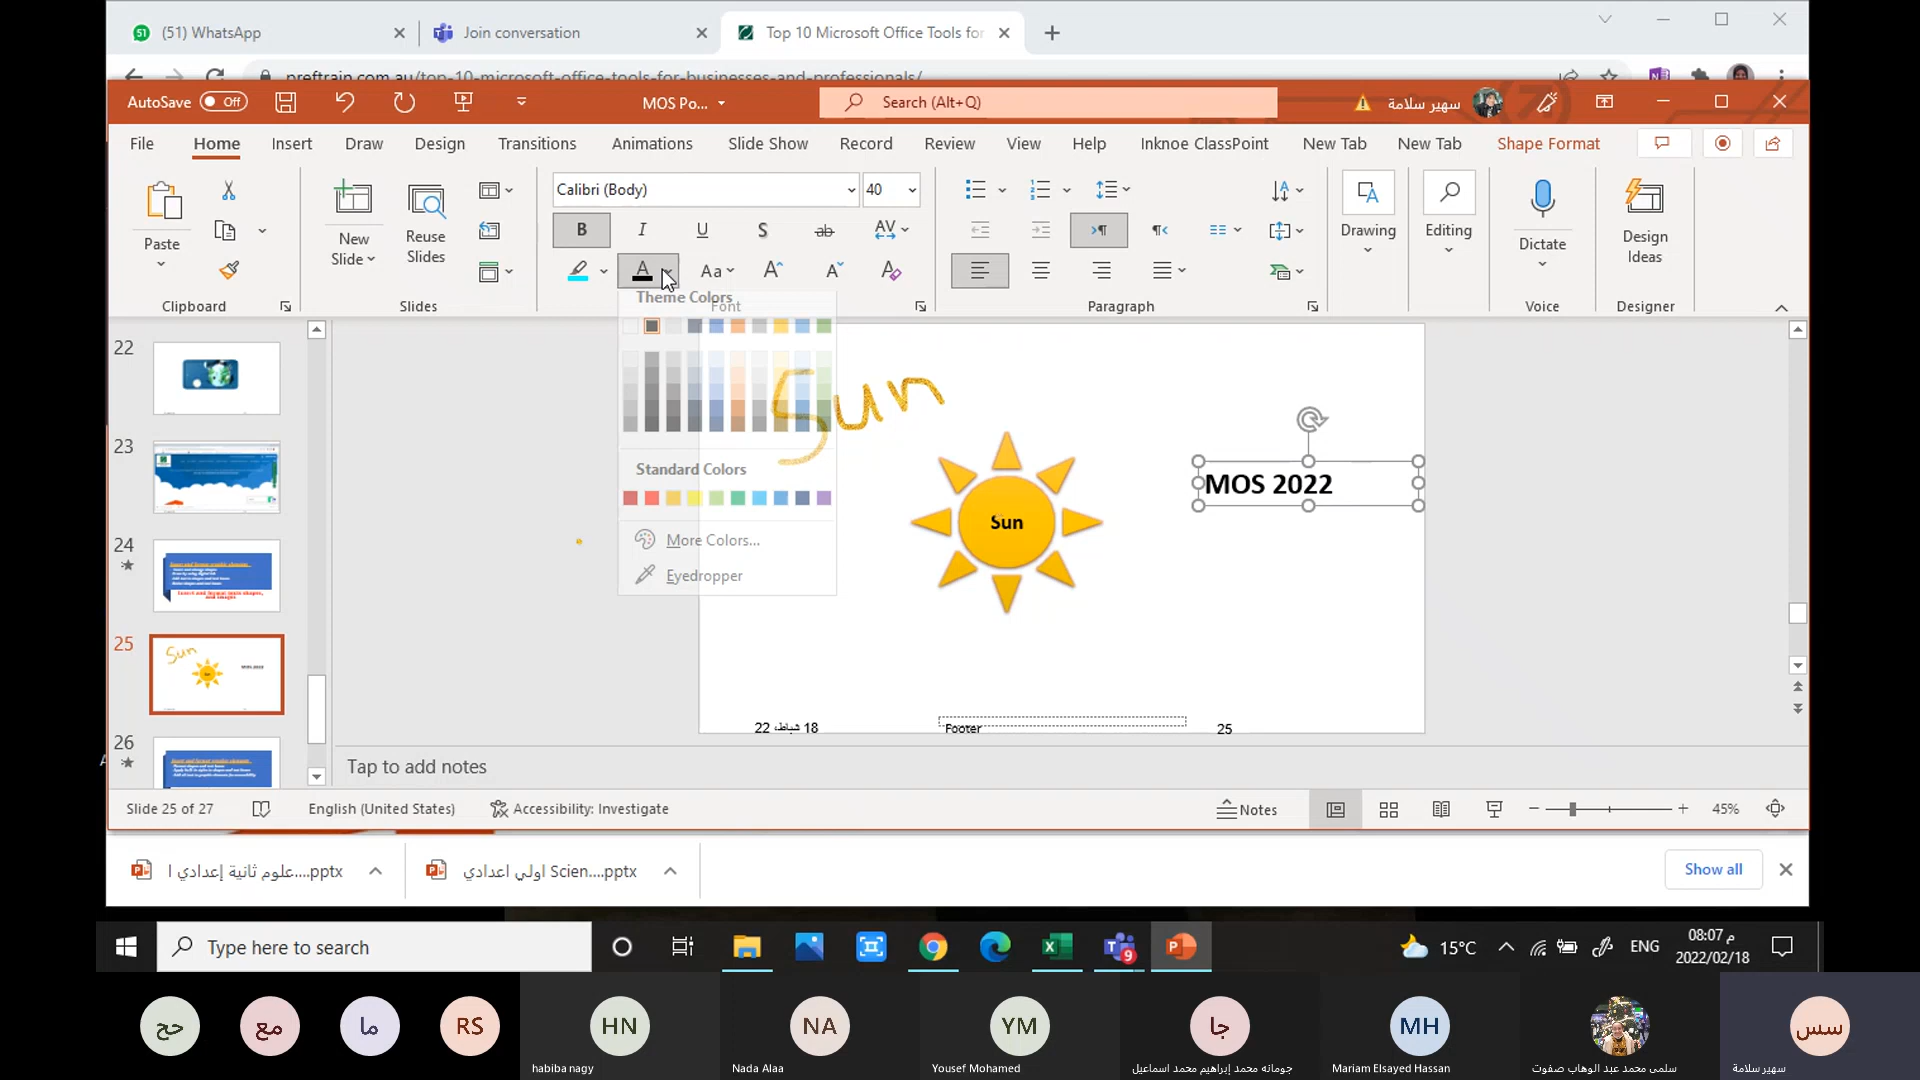 (51) WhatsApp
Join conversation
Top 10 Microsoft Office Tools for
preftrain.com.au/top-10-microsoft-office-tools-for-businesses-and-professionals/
AutoSave Off
MOS Po...
Search (Alt+Q)
سهير سلامة
File Home Insert Draw Design Transitions Animations Slide Show Record Review View Help Inknoe ClassPoint New Tab New Tab Shape Format
Paste
New Slide
Reuse Slides
Calibri (Body) 40
B I U S ab AV
A Aa A A
Drawing
Editing
Dictate
Design Ideas
Clipboard Slides Font Paragraph Voice Designer
Theme Colors
Standard Colors
More Colors...
Eyedropper
22
23
24
25
26
Sun
Sun
MOS 2022
18 شباط، 22
Footer
25
Tap to add notes
Slide 25 of 27
English (United States)
Accessibility: Investigate
Notes
45%
علوم ثانية إعدادي ا....pptx
اولي اعدادي Scien....pptx
Show all
Type here to search
9
15°C
ENG
08:07 م
2022/02/18
حح
مع
ما
RS
HN
NA
YM
جا
MH
سس
habiba nagy
Nada Alaa
Yousef Mohamed
جومانه محمد إبراهيم محمد اسماعيل
Mariam Elsayed Hassan
سلمى محمد عبد الوهاب صفوت
سهير سلامة